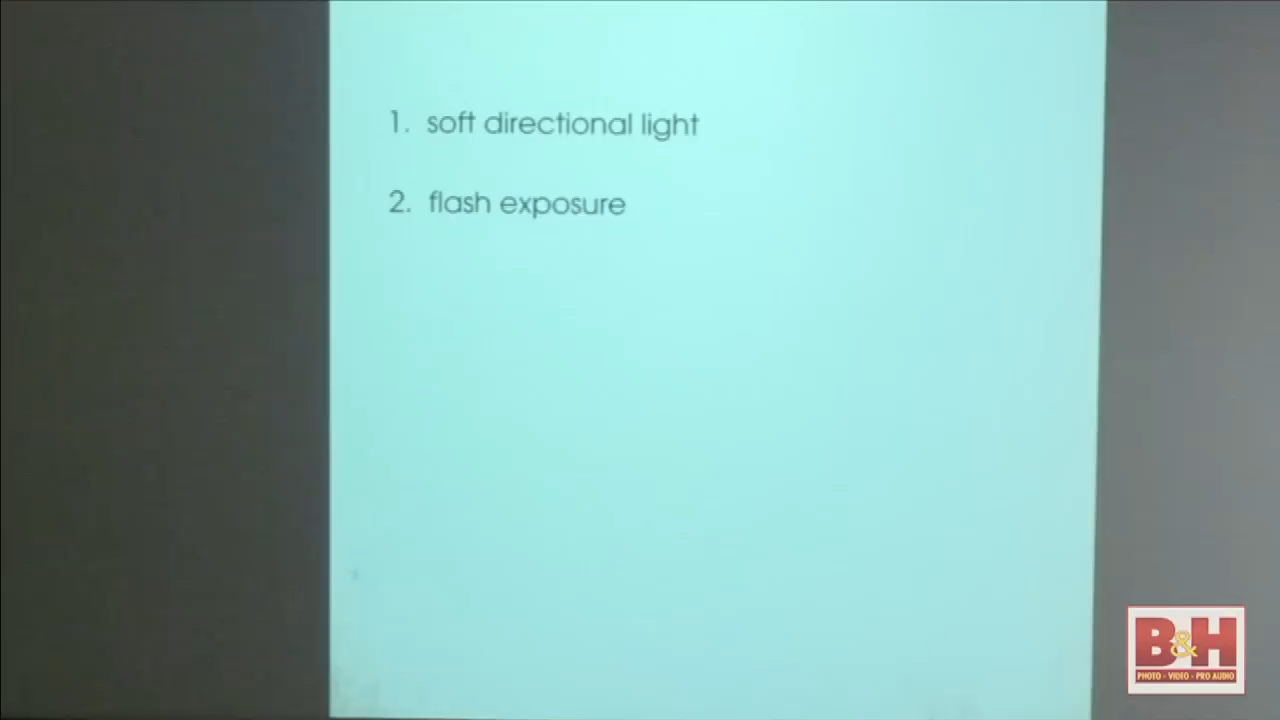 1. soft directional light
2. flash exposure
B&H
PHOTO - VIDEO - PRO AUDIO